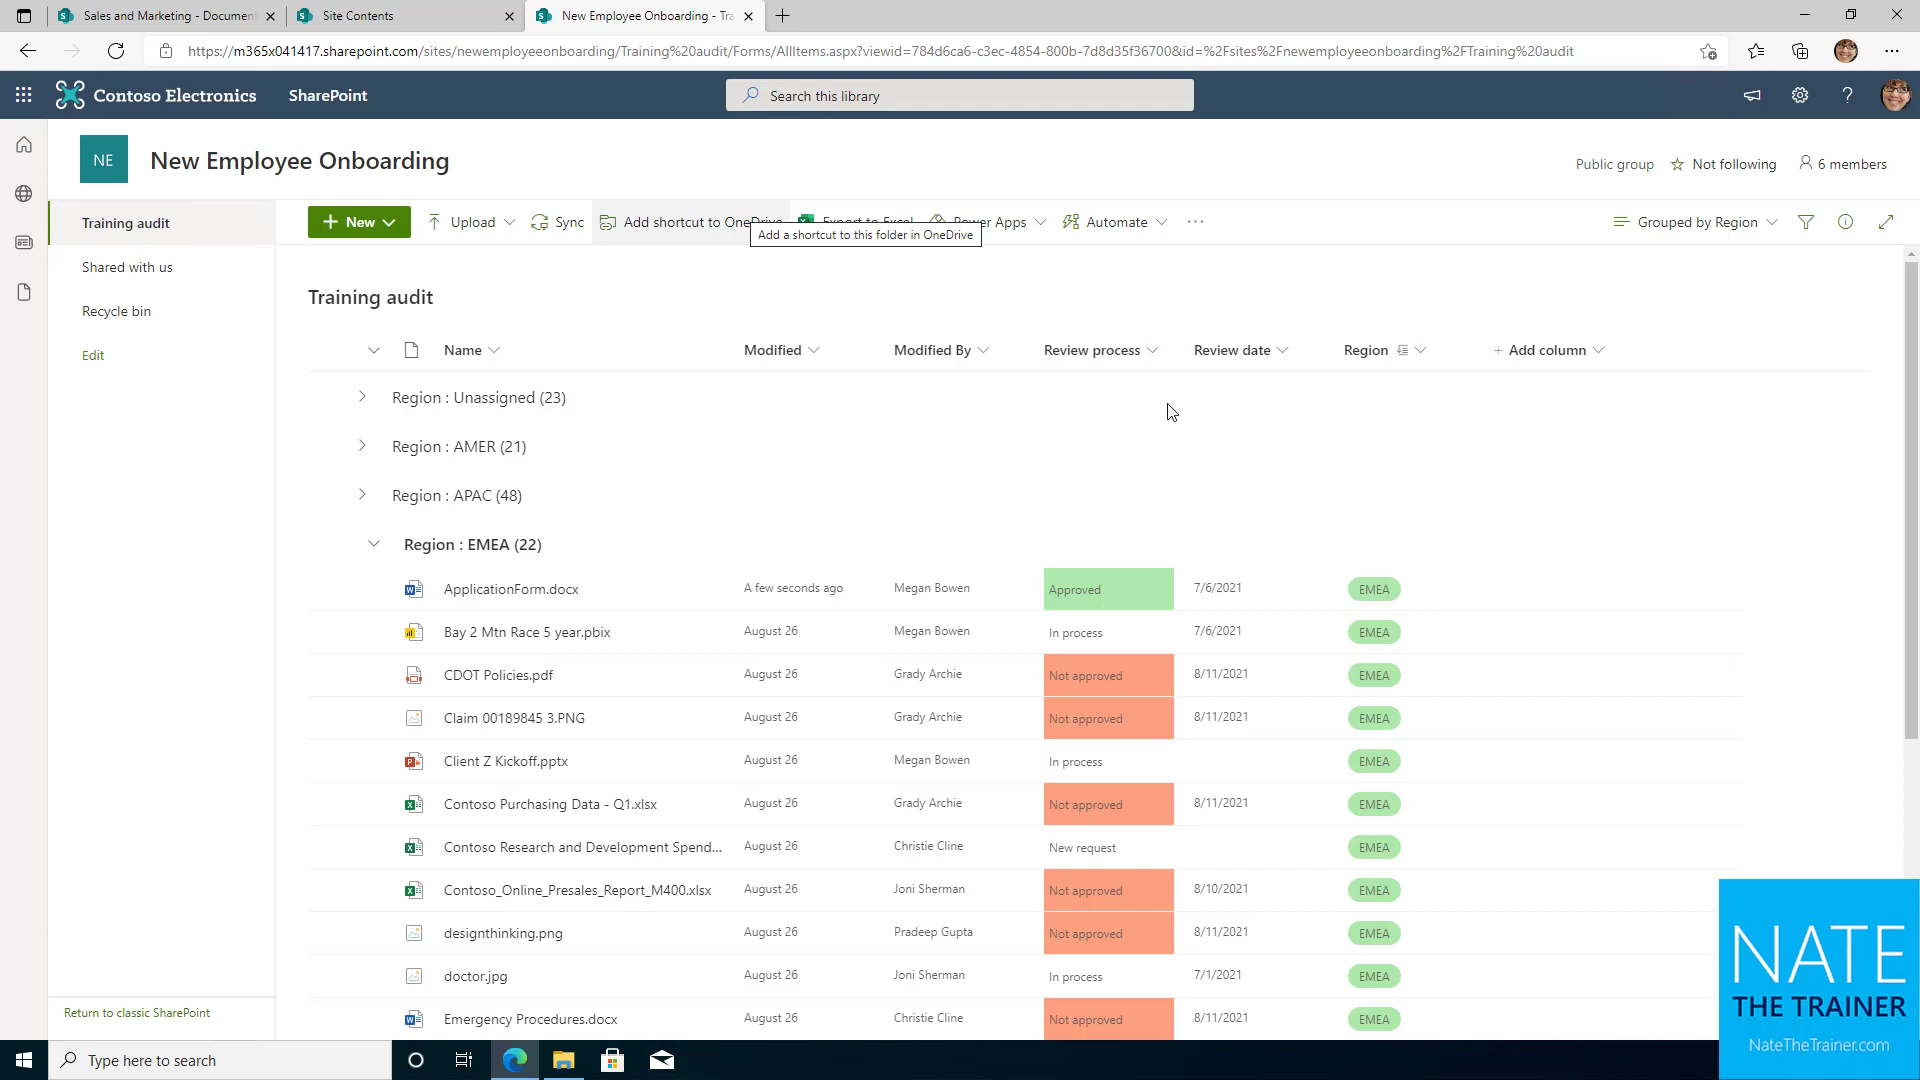 Sales and Marketing - Documen
Site Contents
New Employee Onboarding - Tra
https://m365x041417.sharepoint.com/sites/newemployeeonboarding/Training%20audit/Forms/AllItems.aspx?viewid=784d6ca6-c3ec-4854-800b-7d8d35f36700&id=%2Fsites%2Fnewemployeeonboarding%2FTraining%20audit
Contoso Electronics SharePoint Search this library
NE New Employee Onboarding Public group Not following 6 members
Training audit
Shared with us
Recycle bin
Edit
Return to classic SharePoint
New Upload Sync Add shortcut to OneDrive Export to Excel Power Apps Automate Grouped by Region
Add a shortcut to this folder in OneDrive
Training audit
Name Modified Modified By Review process Review date Region Add column
Region : Unassigned (23)
Region : AMER (21)
Region : APAC (48)
Region : EMEA (22)
ApplicationForm.docx A few seconds ago Megan Bowen Approved 7/6/2021 EMEA
Bay 2 Mtn Race 5 year.pbix August 26 Megan Bowen In process 7/6/2021 EMEA
CDOT Policies.pdf August 26 Grady Archie Not approved 8/11/2021 EMEA
Claim 00189845 3.PNG August 26 Grady Archie Not approved 8/11/2021 EMEA
Client Z Kickoff.pptx August 26 Megan Bowen In process EMEA
Contoso Purchasing Data - Q1.xlsx August 26 Grady Archie Not approved 8/11/2021 EMEA
Contoso Research and Development Spend... August 26 Christie Cline New request EMEA
Contoso_Online_Presales_Report_M400.xlsx August 26 Joni Sherman Not approved 8/10/2021 EMEA
designthinking.png August 26 Pradeep Gupta Not approved 8/11/2021 EMEA
doctor.jpg August 26 Joni Sherman In process 7/1/2021 EMEA
Emergency Procedures.docx August 26 Christie Cline Not approved 8/11/2021 EMEA
NATE
THE TRAINER
NateTheTrainer.com
Type here to search